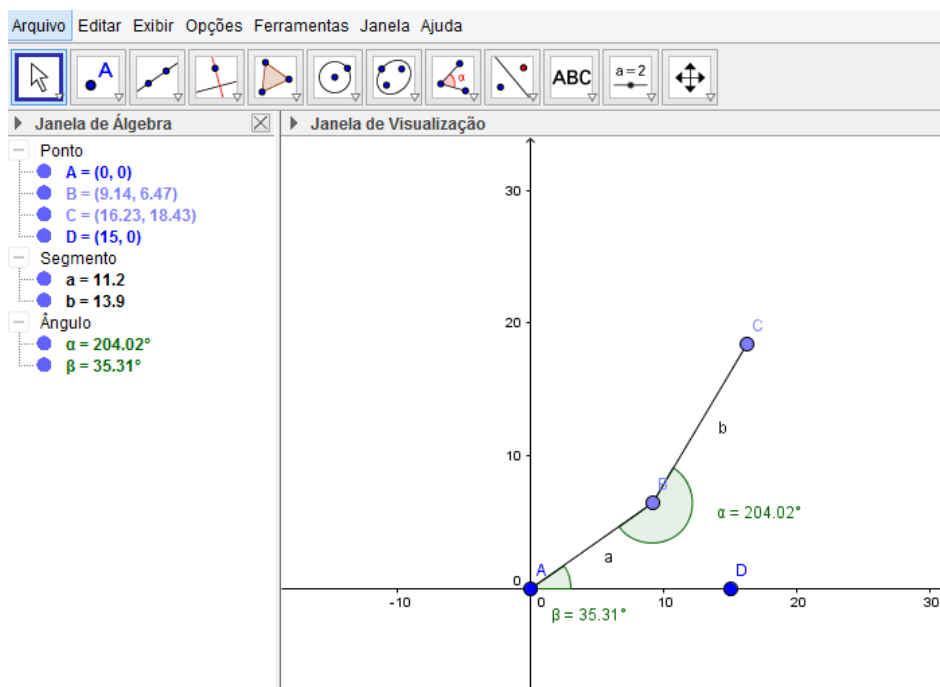 Arquivo Editar Exibir Opções Ferramentas Janela Ajuda
A α ABC a=2
Janela de Álgebra
Janela de Visualização
Ponto
A = (0, 0)
B = (9.14, 6.47)
C = (16.23, 18.43)
D = (15, 0)
Segmento
a = 11.2
b = 13.9
Ângulo
α = 204.02°
β = 35.31°
30
20
C
b
10
B
α = 204.02°
a
A
D
0
-10
0
10
20
30
β = 35.31°